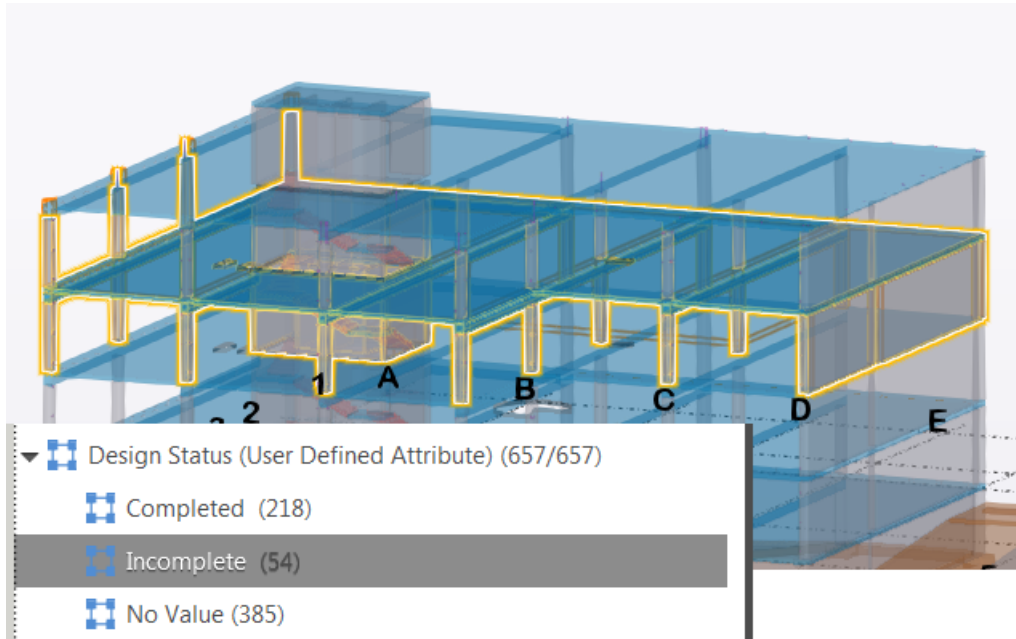 1 A B C D E
2
Design Status (User Defined Attribute) (657/657)
Completed (218)
Incomplete (54)
No Value (385)